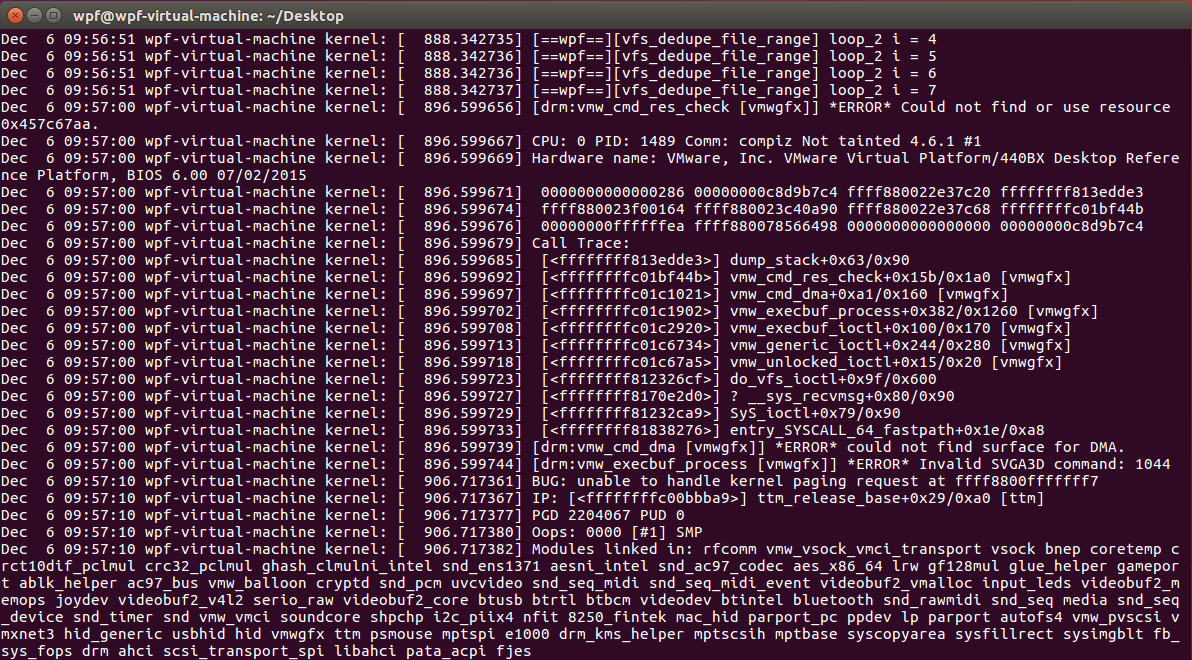 wpf@wpf-virtual-machine: ~/Desktop
Dec  6 09:56:51 wpf-virtual-machine kernel: [  888.342735] [==wpf==][vfs_dedupe_file_range] loop_2 i = 4
Dec  6 09:56:51 wpf-virtual-machine kernel: [  888.342736] [==wpf==][vfs_dedupe_file_range] loop_2 i = 5
Dec  6 09:56:51 wpf-virtual-machine kernel: [  888.342736] [==wpf==][vfs_dedupe_file_range] loop_2 i = 6
Dec  6 09:56:51 wpf-virtual-machine kernel: [  888.342737] [==wpf==][vfs_dedupe_file_range] loop_2 i = 7
Dec  6 09:57:00 wpf-virtual-machine kernel: [  896.599656] [drm:vmw_cmd_res_check [vmwgfx]] *ERROR* Could not find or use resource
0x457c67aa.
Dec  6 09:57:00 wpf-virtual-machine kernel: [  896.599667] CPU: 0 PID: 1489 Comm: compiz Not tainted 4.6.1 #1
Dec  6 09:57:00 wpf-virtual-machine kernel: [  896.599669] Hardware name: VMware, Inc. VMware Virtual Platform/440BX Desktop Refere
nce Platform, BIOS 6.00 07/02/2015
Dec  6 09:57:00 wpf-virtual-machine kernel: [  896.599671]  0000000000000286 00000000c8d9b7c4 ffff880022e37c20 ffffffff813edde3
Dec  6 09:57:00 wpf-virtual-machine kernel: [  896.599674]  ffff880023f00164 ffff880023c40a90 ffff880022e37c68 ffffffffc01bf44b
Dec  6 09:57:00 wpf-virtual-machine kernel: [  896.599676]  00000000ffffffea ffff880078566498 0000000000000000 00000000c8d9b7c4
Dec  6 09:57:00 wpf-virtual-machine kernel: [  896.599679] Call Trace:
Dec  6 09:57:00 wpf-virtual-machine kernel: [  896.599685]  [<ffffffff813edde3>] dump_stack+0x63/0x90
Dec  6 09:57:00 wpf-virtual-machine kernel: [  896.599692]  [<ffffffffc01bf44b>] vmw_cmd_res_check+0x15b/0x1a0 [vmwgfx]
Dec  6 09:57:00 wpf-virtual-machine kernel: [  896.599697]  [<ffffffffc01c1021>] vmw_cmd_dma+0xa1/0x160 [vmwgfx]
Dec  6 09:57:00 wpf-virtual-machine kernel: [  896.599702]  [<ffffffffc01c1902>] vmw_execbuf_process+0x382/0x1260 [vmwgfx]
Dec  6 09:57:00 wpf-virtual-machine kernel: [  896.599708]  [<ffffffffc01c2920>] vmw_execbuf_ioctl+0x100/0x170 [vmwgfx]
Dec  6 09:57:00 wpf-virtual-machine kernel: [  896.599713]  [<ffffffffc01c6734>] vmw_generic_ioctl+0x244/0x280 [vmwgfx]
Dec  6 09:57:00 wpf-virtual-machine kernel: [  896.599718]  [<ffffffffc01c67a5>] vmw_unlocked_ioctl+0x15/0x20 [vmwgfx]
Dec  6 09:57:00 wpf-virtual-machine kernel: [  896.599723]  [<ffffffff812326cf>] do_vfs_ioctl+0x9f/0x600
Dec  6 09:57:00 wpf-virtual-machine kernel: [  896.599727]  [<ffffffff8170e2d0>] ? __sys_recvmsg+0x80/0x90
Dec  6 09:57:00 wpf-virtual-machine kernel: [  896.599729]  [<ffffffff81232ca9>] SyS_ioctl+0x79/0x90
Dec  6 09:57:00 wpf-virtual-machine kernel: [  896.599733]  [<ffffffff81838276>] entry_SYSCALL_64_fastpath+0x1e/0xa8
Dec  6 09:57:00 wpf-virtual-machine kernel: [  896.599739] [drm:vmw_cmd_dma [vmwgfx]] *ERROR* could not find surface for DMA.
Dec  6 09:57:00 wpf-virtual-machine kernel: [  896.599744] [drm:vmw_execbuf_process [vmwgfx]] *ERROR* Invalid SVGA3D command: 1044
Dec  6 09:57:10 wpf-virtual-machine kernel: [  906.717361] BUG: unable to handle kernel paging request at ffff8800fffffff7
Dec  6 09:57:10 wpf-virtual-machine kernel: [  906.717367] IP: [<ffffffffc00bbba9>] ttm_release_base+0x29/0xa0 [ttm]
Dec  6 09:57:10 wpf-virtual-machine kernel: [  906.717377] PGD 2204067 PUD 0
Dec  6 09:57:10 wpf-virtual-machine kernel: [  906.717380] Oops: 0000 [#1] SMP
Dec  6 09:57:10 wpf-virtual-machine kernel: [  906.717382] Modules linked in: rfcomm vmw_vsock_vmci_transport vsock bnep coretemp c
rct10dif_pclmul crc32_pclmul ghash_clmulni_intel snd_ens1371 aesni_intel snd_ac97_codec aes_x86_64 lrw gf128mul glue_helper gamepor
t ablk_helper ac97_bus vmw_balloon cryptd snd_pcm uvcvideo snd_seq_midi snd_seq_midi_event videobuf2_vmalloc input_leds videobuf2_m
emops joydev videobuf2_v4l2 serio_raw videobuf2_core btusb btrtl btbcm videodev btintel bluetooth snd_rawmidi snd_seq media snd_seq
_device snd_timer snd vmw_vmci soundcore shpchp i2c_piix4 nfit 8250_fintek mac_hid parport_pc ppdev lp parport autofs4 vmw_pvscsi v
mxnet3 hid_generic usbhid hid vmwgfx ttm psmouse mptspi e1000 drm_kms_helper mptscsih mptbase syscopyarea sysfillrect sysimgblt fb_
sys_fops drm ahci scsi_transport_spi libahci pata_acpi fjes